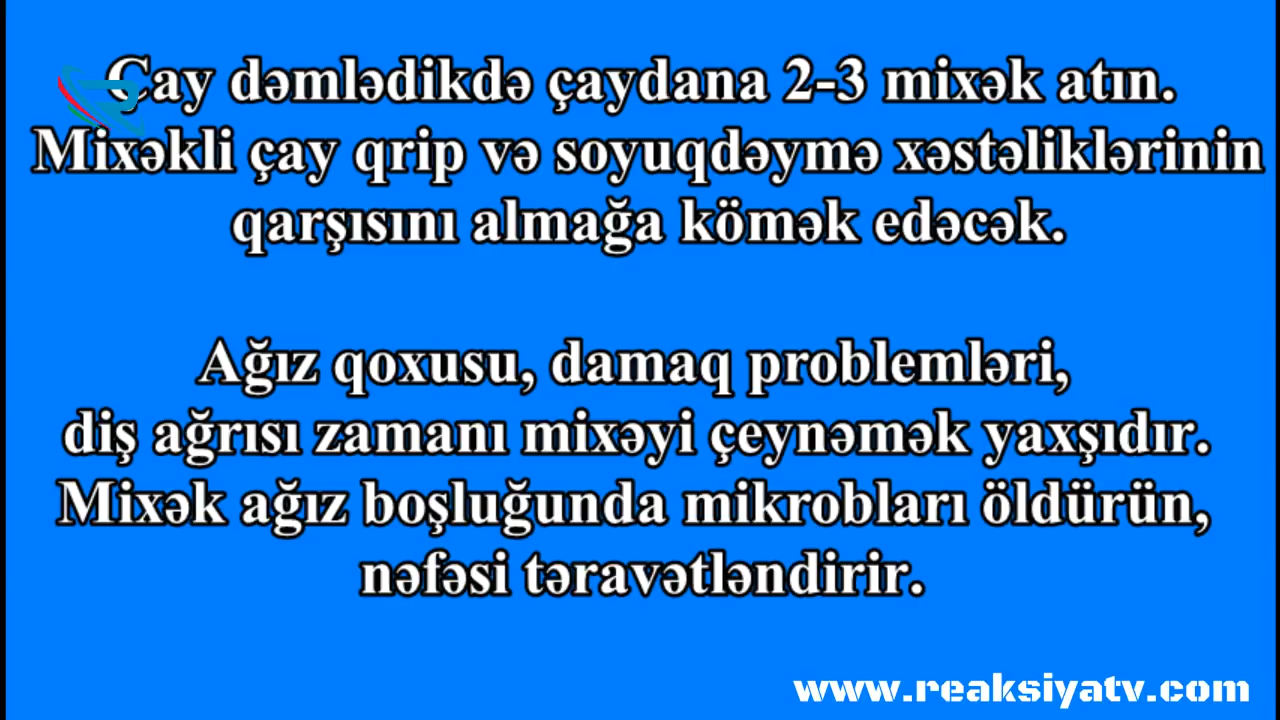 Çay dəmlədikdə çaydana 2-3 mixək atın.
Mixəkli çay qrip və soyuqdəymə xəstəliklərinin
qarşısını almağa kömək edəcək.
Ağız qoxusu, damaq problemləri,
diş ağrısı zamanı mixəyi çeynəmək yaxşıdır.
Mixək ağız boşluğunda mikrobları öldürün,
nəfəsi təravətləndirir.
www.reaksiyatv.com